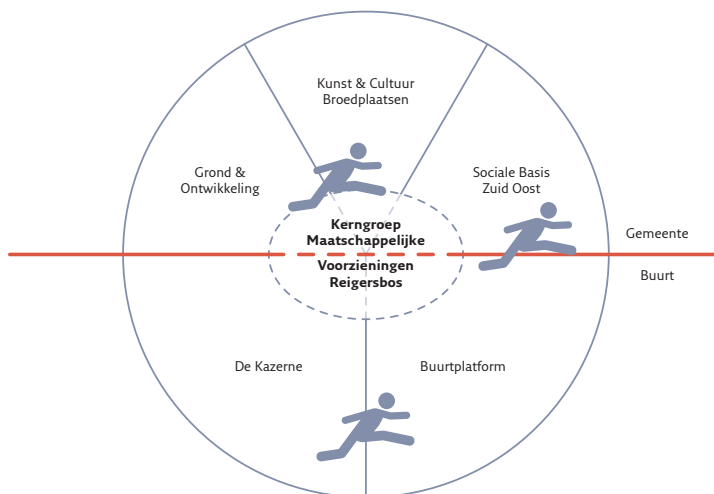 Kunst & Cultuur
Broedplaatsen
Grond &
Ontwikkeling
Sociale Basis
Zuid Oost
Kerngroep
Maatschappelijke
Voorzieningen
Reigersbos
Gemeente
Buurt
De Kazerne
Buurtplatform